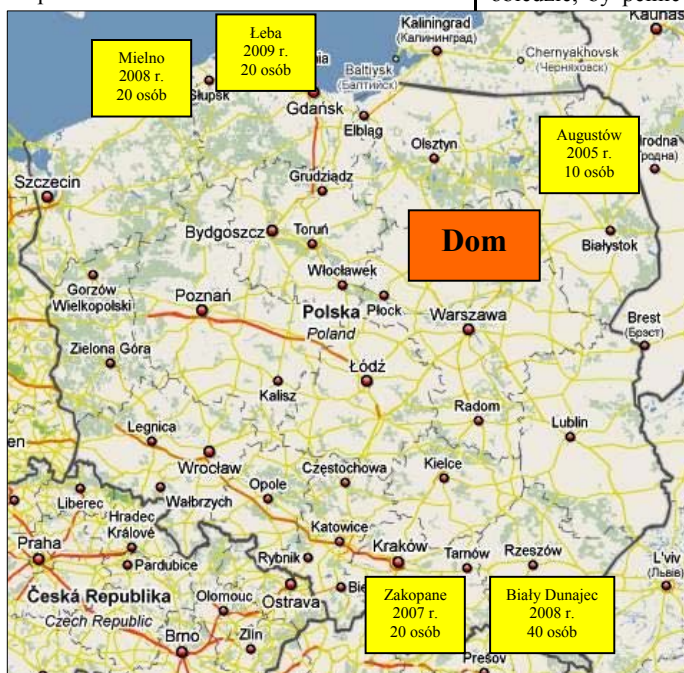 Kaliningrad
(Калининград)
Kaunas
Mielno
2008 r.
20 osób
Łeba
2009 r.
20 osób
Baltiysk
(Балтийск)
Chernyakhovsk
(Черняховск)
Słupsk
Gdańsk
Elbląg
Olsztyn
Augustów
2005 r.
10 osób
Szczecin
Grudziądz
Bydgoszcz
Toruń
Dom
Białystok
Włocławek
Gorzów
Wielkopolski
Poznań
Płock
Polska
Poland
Warszawa
Brest
(Брэст)
Zielona Góra
Łódź
Kalisz
Radom
Legnica
Lublin
Wrocław
Częstochowa
Kielce
Opole
Wałbrzych
Liberec
Hradec
Králové
Katowice
Kraków
Tarnów
Rzeszów
Praha
Pardubice
Rybnik
L'viv
(Львів)
Ostrava
Česká Republika
Czech Republic
Olomouc
Zakopane
2007 r.
20 osób
Biały Dunajec
2008 r.
40 osób
Brno
Zlín
Prešov